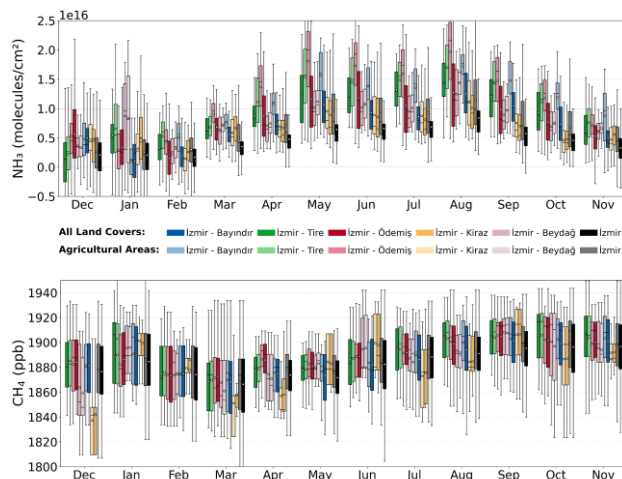 1e16
NH₃ (molecules/cm²)
2.5
2.0
1.5
1.0
0.5
0.0
−0.5
Dec Jan Feb Mar Apr May Jun Jul Aug Sep Oct Nov
All Land Covers: İzmir - Bayındır İzmir - Tire İzmir - Ödemiş İzmir - Kiraz İzmir - Beydağ İzmir
Agricultural Areas: İzmir - Bayındır İzmir - Tire İzmir - Ödemiş İzmir - Kiraz İzmir - Beydağ İzmir
CH₄ (ppb)
1940
1920
1900
1880
1860
1840
1820
1800
Dec Jan Feb Mar Apr May Jun Jul Aug Sep Oct Nov